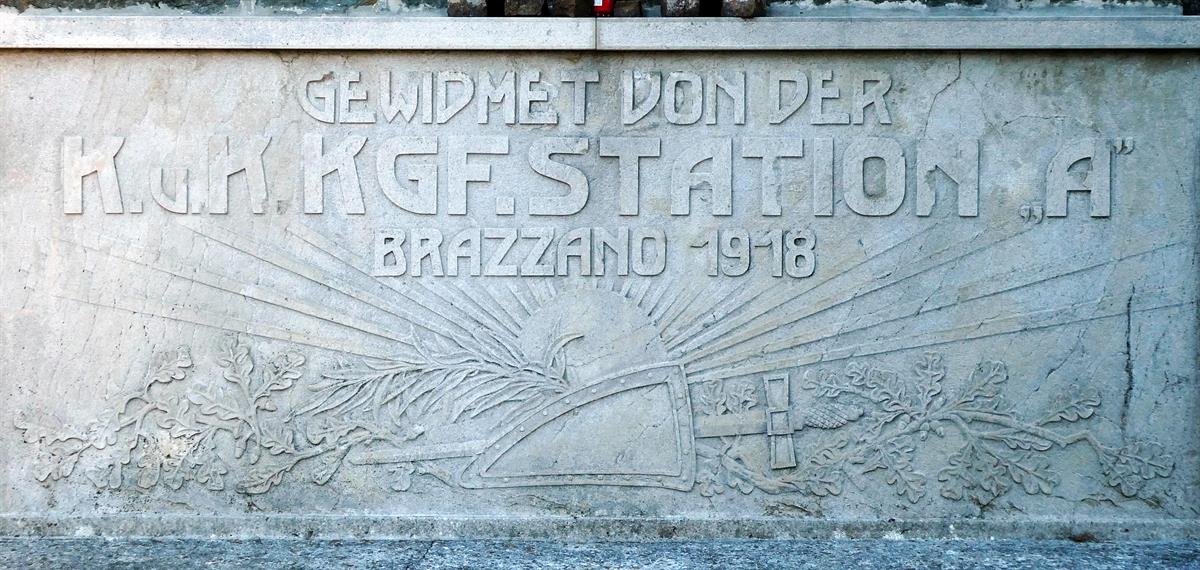 GEWIDMET VON DER
K.U.K KGF.STATION „A”
BRAZZANO 1918